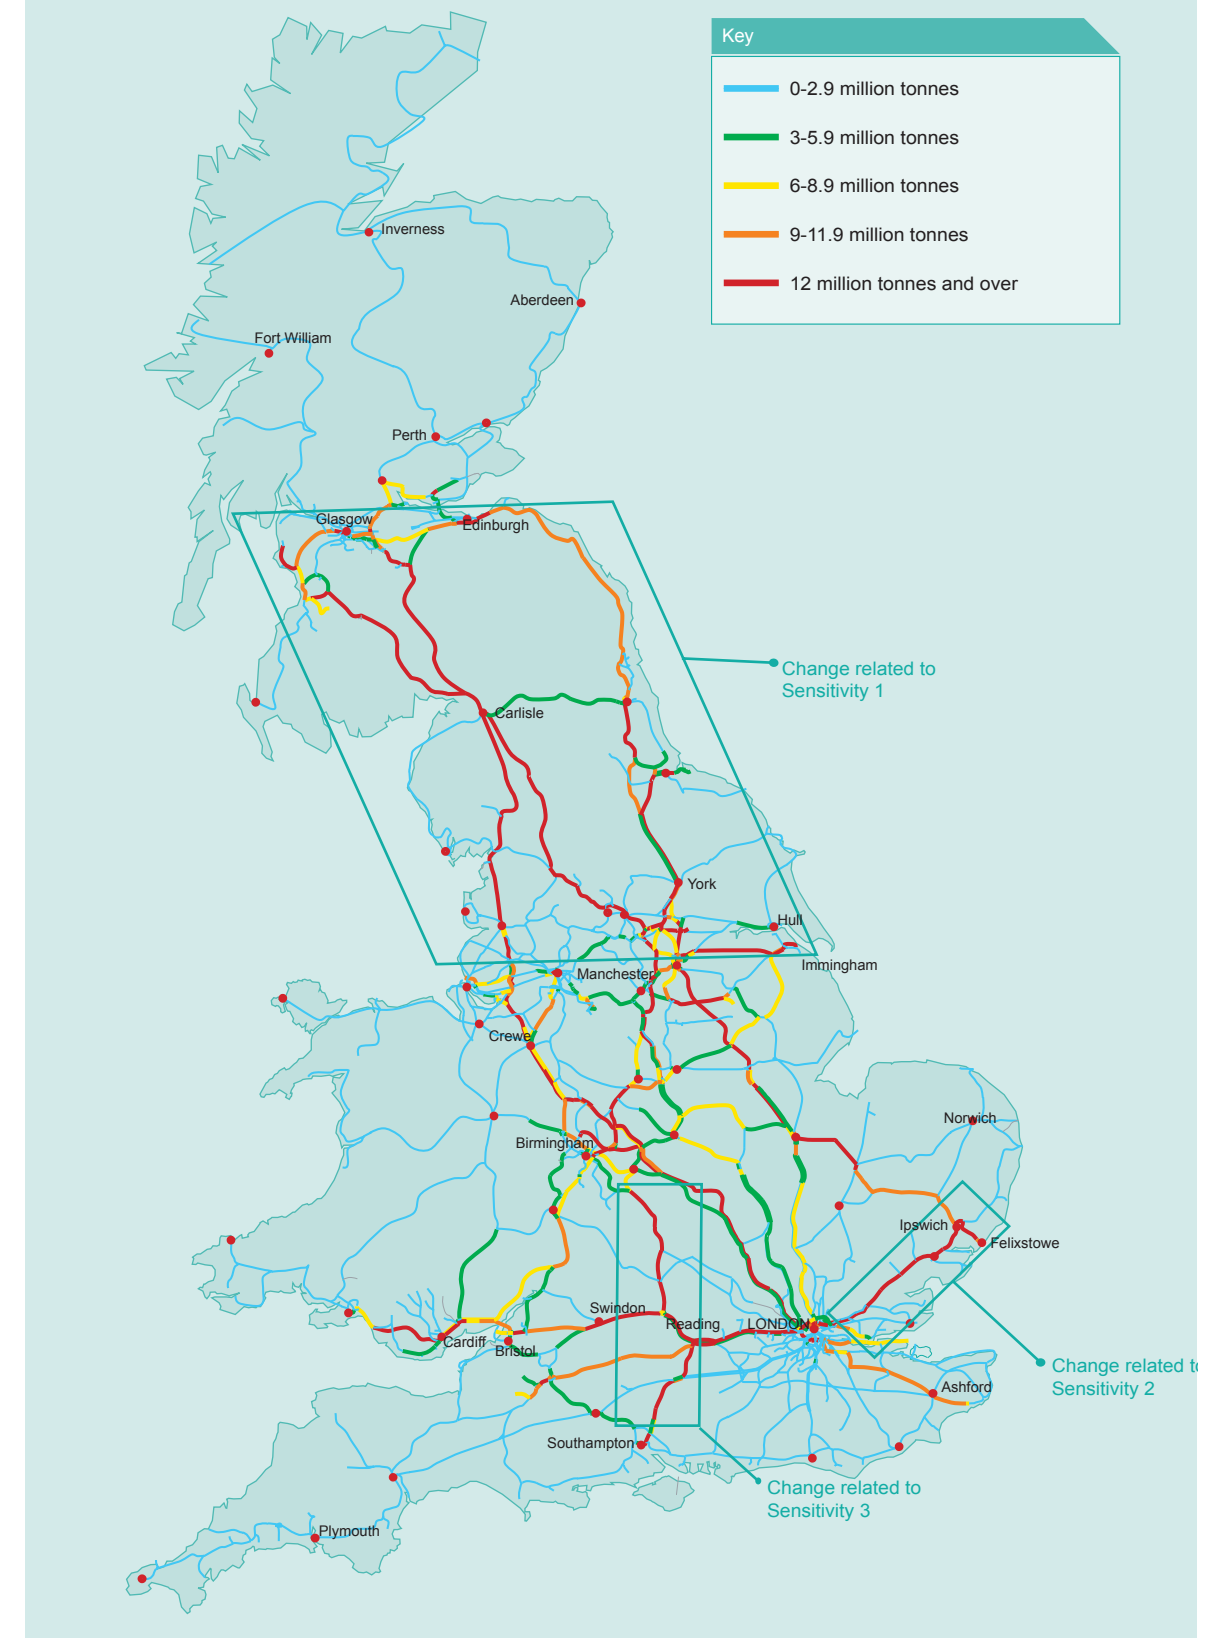 Key
0-2.9 million tonnes
3-5.9 million tonnes
6-8.9 million tonnes
9-11.9 million tonnes
12 million tonnes and over
Inverness
Aberdeen
Fort William
Perth
Glasgow
Edinburgh
Change related to
Sensitivity 1
Carlisle
York
Hull
Immingham
Manchester
Crewe
Norwich
Birmingham
Ipswich
Felixstowe
Swindon
Reading
LONDON
Cardiff
Bristol
Change related to
Sensitivity 2
Ashford
Southampton
Change related to
Sensitivity 3
Plymouth